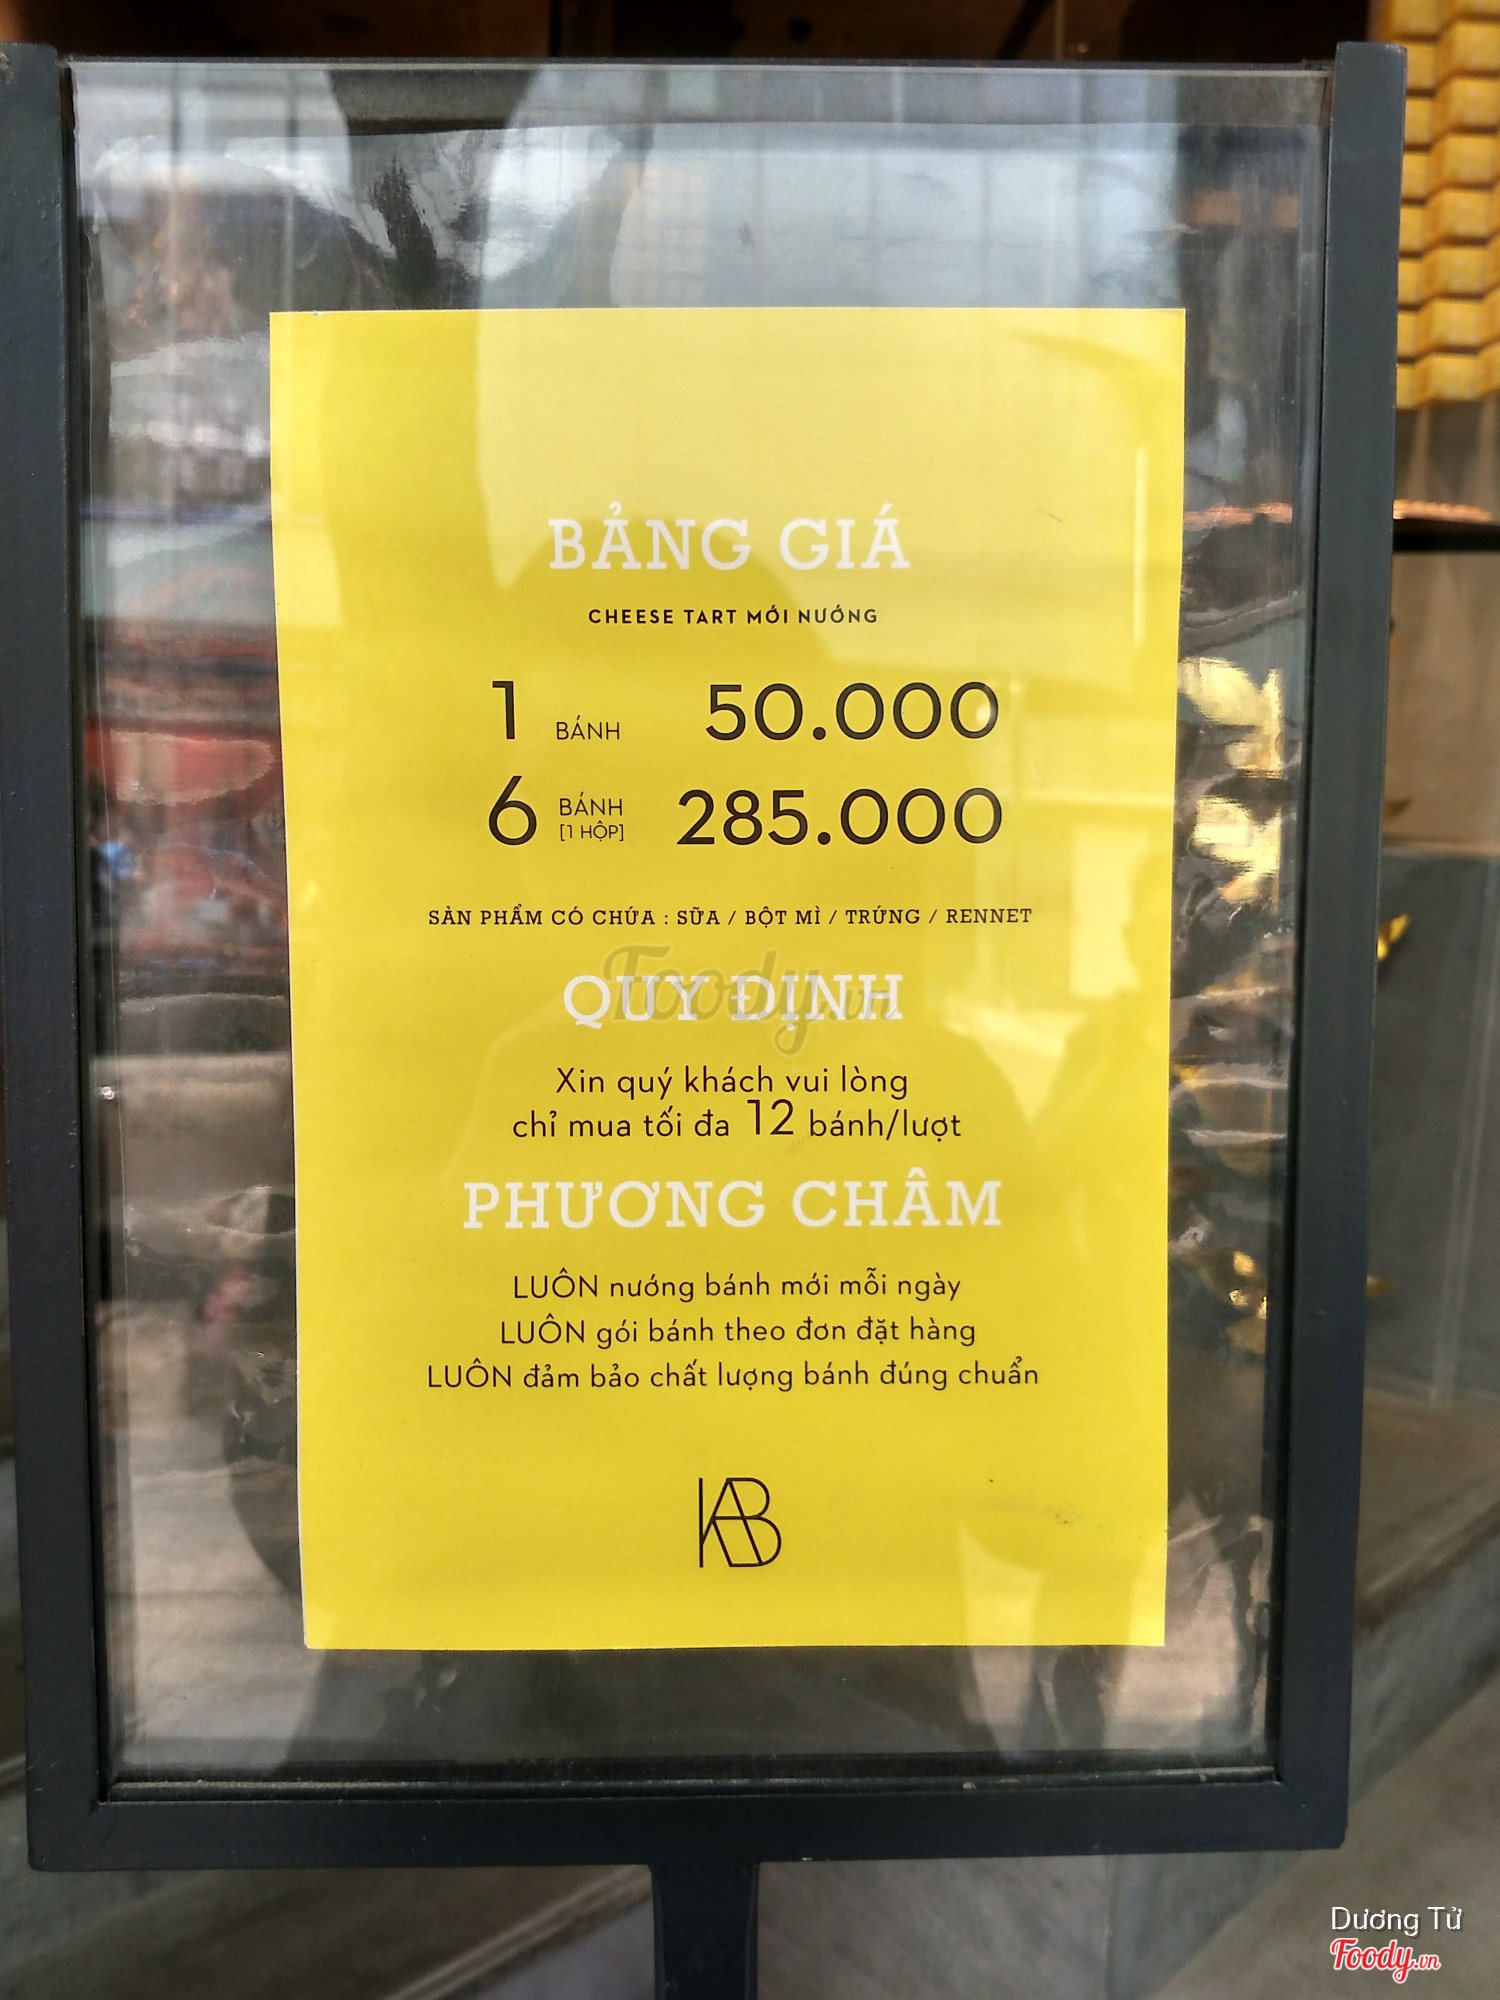 BẢNG GIÁ
CHEESE TART MỚI NƯỚNG
1 BÁNH 50.000
6 BÁNH [1 HỘP] 285.000
SẢN PHẨM CÓ CHỨA : SỮA / BỘT MÌ / TRỨNG / RENNET
QUY ĐỊNH
Foody.vn
Xin quý khách vui lòng
chỉ mua tối đa 12 bánh/lượt
PHƯƠNG CHÂM
LUÔN nướng bánh mới mỗi ngày
LUÔN gói bánh theo đơn đặt hàng
LUÔN đảm bảo chất lượng bánh đúng chuẩn
KAB
Dương Tử
Foody.vn